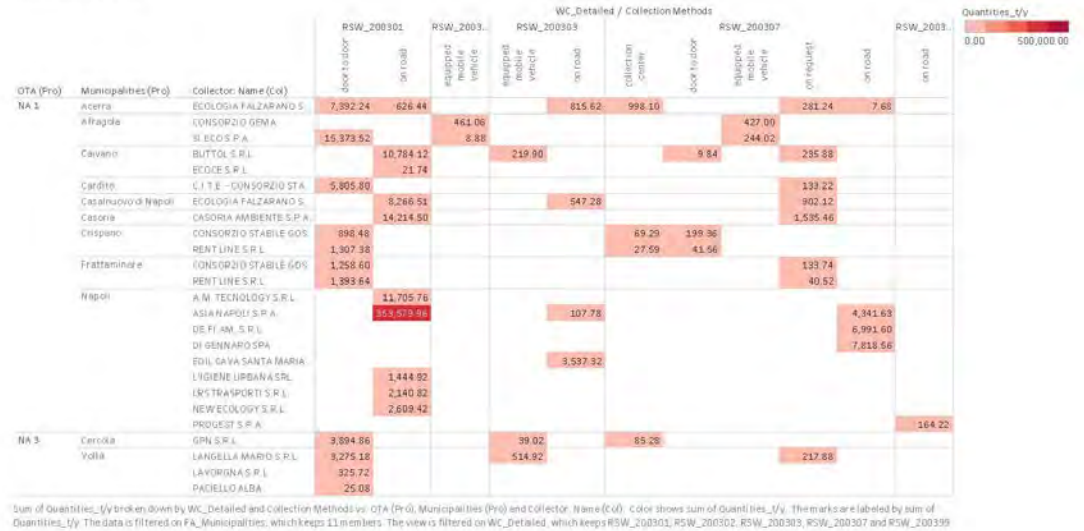 WC_Detailed / Collection Methods
Quantities_t/y
0.00 500,000.00
RSW_200301 RSW_2003.. RSW_200303 RSW_200307 RSW_2003..
OTA (Pro) Municipalities (Pro) Collector: Name (Col) door to door on road equipped mobile vehicle equipped mobile vehicle on road collection center door to door equipped mobile vehicle on request on road on road
NA 1 Acerra ECOLOGIA FALZARANO S.. 7,392.24 626.44 815.62 998.10 281.24 7.68
Afragola CONSORZIO GEMA 461.06 427.00
SI.ECO S.P.A. 15,373.52 8.88 244.02
Caivano BUTTOL S.R.L. 10,784.12 219.90 9.84 235.88
ECOCE S.R.L. 21.74
Cardito C.I.T.E. - CONSORZIO STA.. 5,805.80 133.22
Casalnuovo di Napoli ECOLOGIA FALZARANO S.. 8,266.51 547.28 902.12
Casoria CASORIA AMBIENTE S.P.A. 14,214.50 1,535.46
Crispano CONSORZIO STABILE GOS.. 898.48 69.29 199.36
RENT LINE S.R.L. 1,307.38 27.59 41.56
Frattaminore CONSORZIO STABILE GOS.. 1,258.60 133.74
RENT LINE S.R.L. 1,393.64 40.52
Napoli A.M. TECNOLOGY S.R.L. 11,705.76
ASIA NAPOLI S.P.A. 353,579.96 107.78 4,341.63
DE.FI.AM. S.R.L. 6,991.60
DI GENNARO SPA 7,818.56
EDIL CAVA SANTA MARIA .. 3,537.32
L'IGIENE URBANA SRL 1,444.92
LRS TRASPORTI S.R.L. 2,140.82
NEW ECOLOGY S.R.L. 2,609.42
PROGEST S.P.A. 164.22
NA 3 Cercola GPN S.R.L. 3,894.86 39.02 85.28
Volla LANGELLA MARIO S.R.L. 3,275.18 514.92 217.88
LAVORGNA S.R.L. 325.72
PACIELLO ALBA 25.08
Sum of Quantities_t/y broken down by WC_Detailed and Collection Methods vs. OTA (Pro), Municipalities (Pro) and Collector: Name (Col). Color shows sum of Quantities_t/y. The marks are labeled by sum of
Quantities_t/y. The data is filtered on FA_Municipalities, which keeps 11 members. The view is filtered on WC_Detailed, which keeps RSW_200301, RSW_200302, RSW_200303, RSW_200307 and RSW_200399.